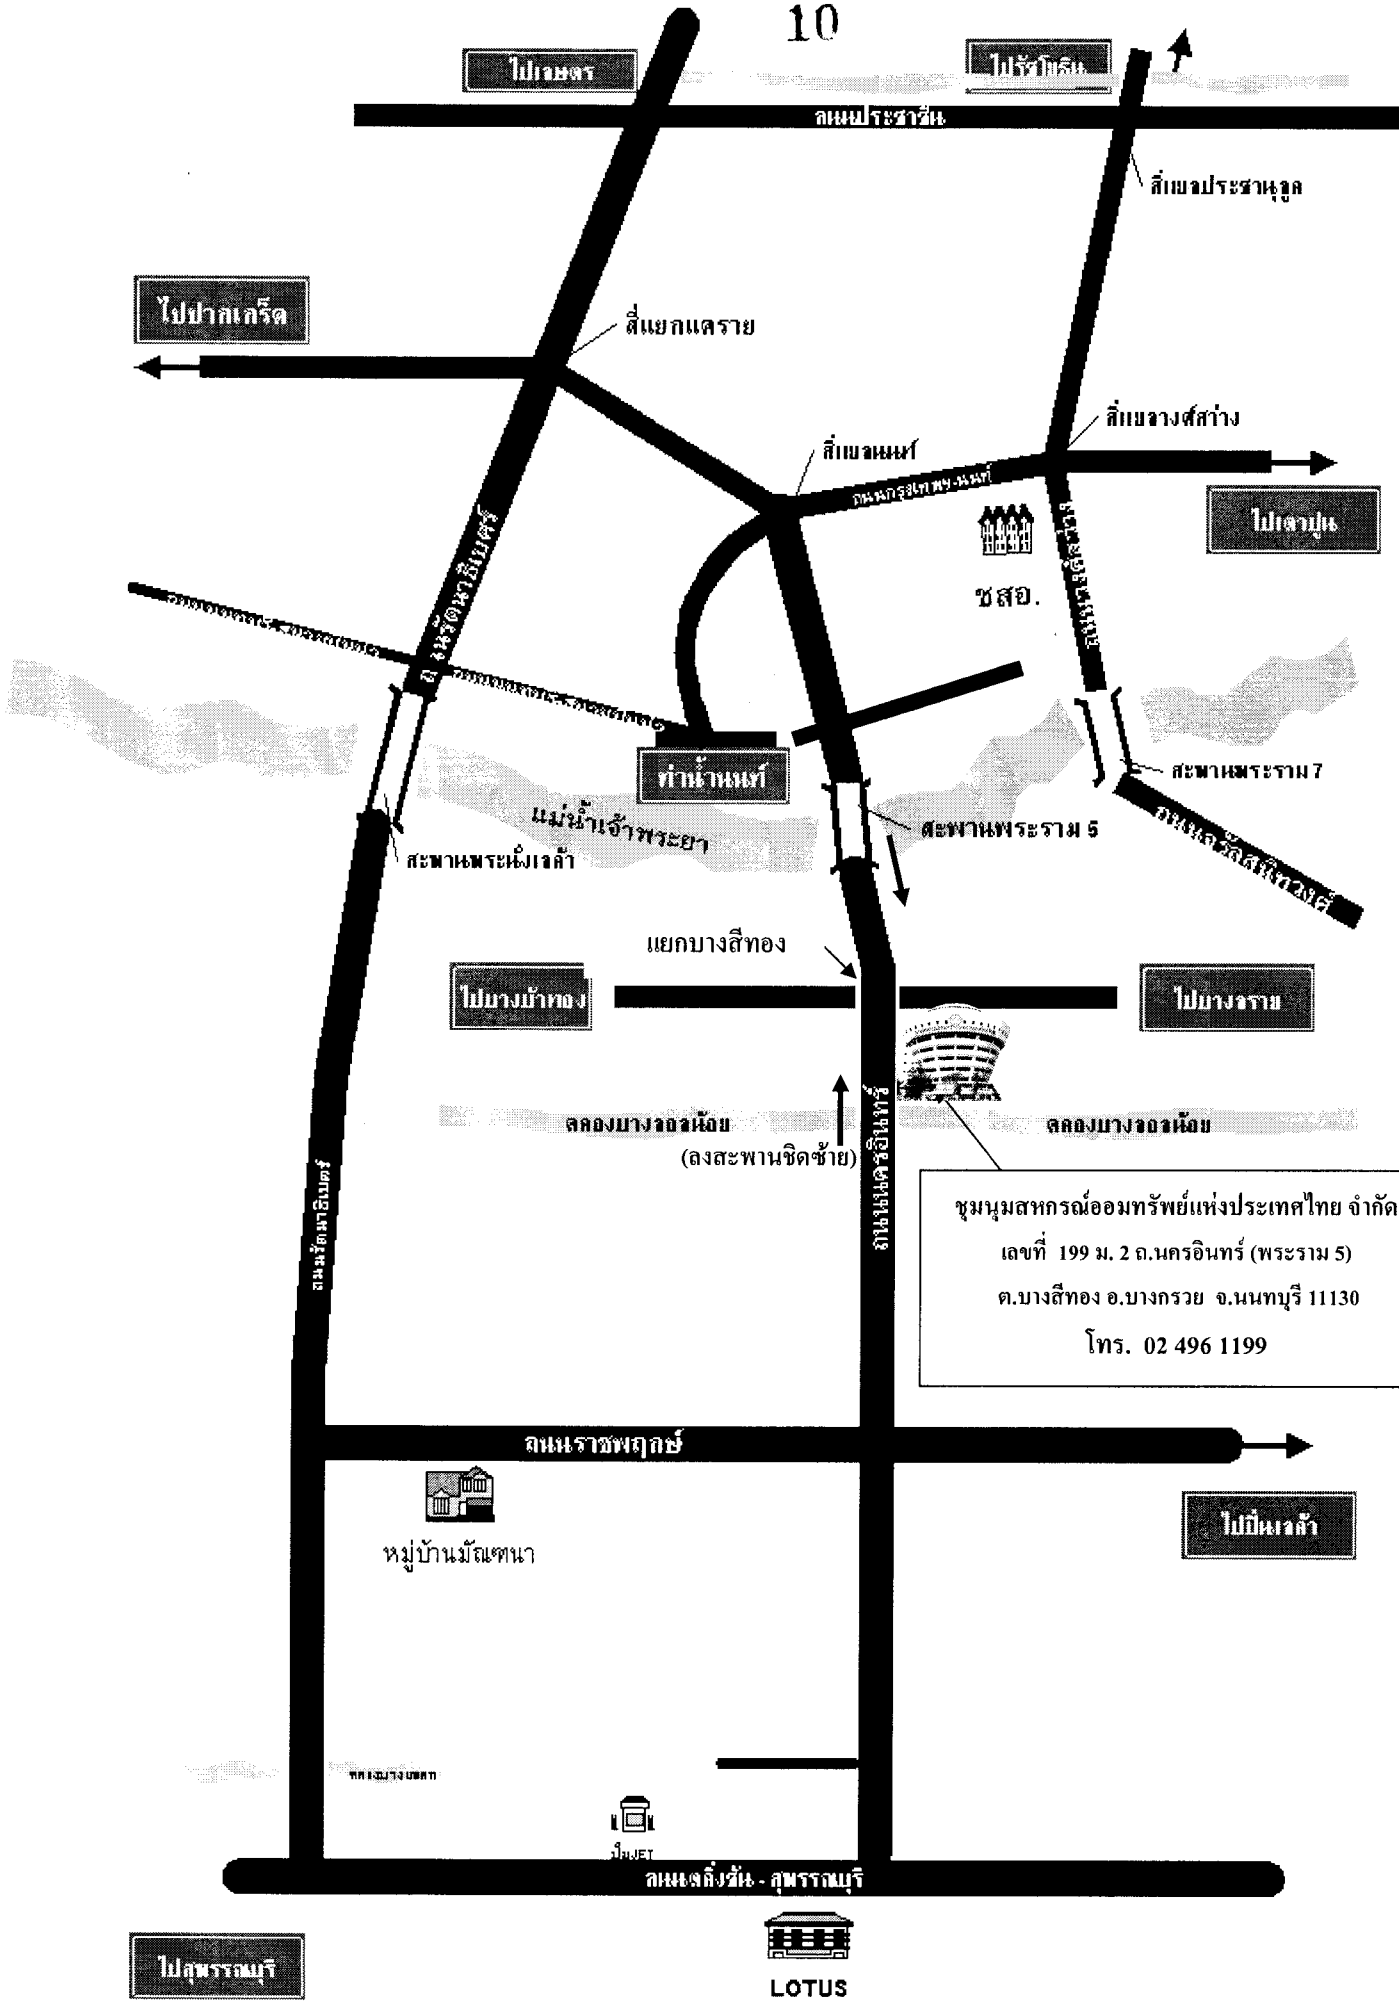 10
ไปเกษตร
ไปรัชโยธิน
ถนนประชาชื่น
สี่แยกประชานุกูล
ไปปากเกร็ด
สี่แยกแคราย
สี่แยกวงศ์สว่าง
สี่แยกนนท์
ถนนกรุงเทพฯ-นนท์
ไปเตาปูน
ชสอ.
ถนนวงศ์สว่าง
ถนนรัตนาธิเบศร์
สะพานพระราม 7
ท่าน้ำนนท์
แม่น้ำเจ้าพระยา
สะพานพระราม 5
ถนนจรัญสนิทวงศ์
สะพานพระนั่งเกล้า
แยกบางสีทอง
ไปบางบัวทอง
ไปบางกรวย
คลองบางกอกน้อย
คลองบางกอกน้อย
(ลงสะพานชิดซ้าย)
ถนนนครอินทร์
ถนนรัตนาธิเบศร์
ชุมนุมสหกรณ์ออมทรัพย์แห่งประเทศไทย จำกัด
เลขที่ 199 ม. 2 ถ.นครอินทร์ (พระราม 5)
ต.บางสีทอง อ.บางกรวย จ.นนทบุรี 11130
โทร. 02 496 1199
ถนนราชพฤกษ์
ไปปิ่นเกล้า
หมู่บ้านมัณฑนา
ปั๊มJET
ถนนตลิ่งชัน - สุพรรณบุรี
ไปสุพรรณบุรี
LOTUS